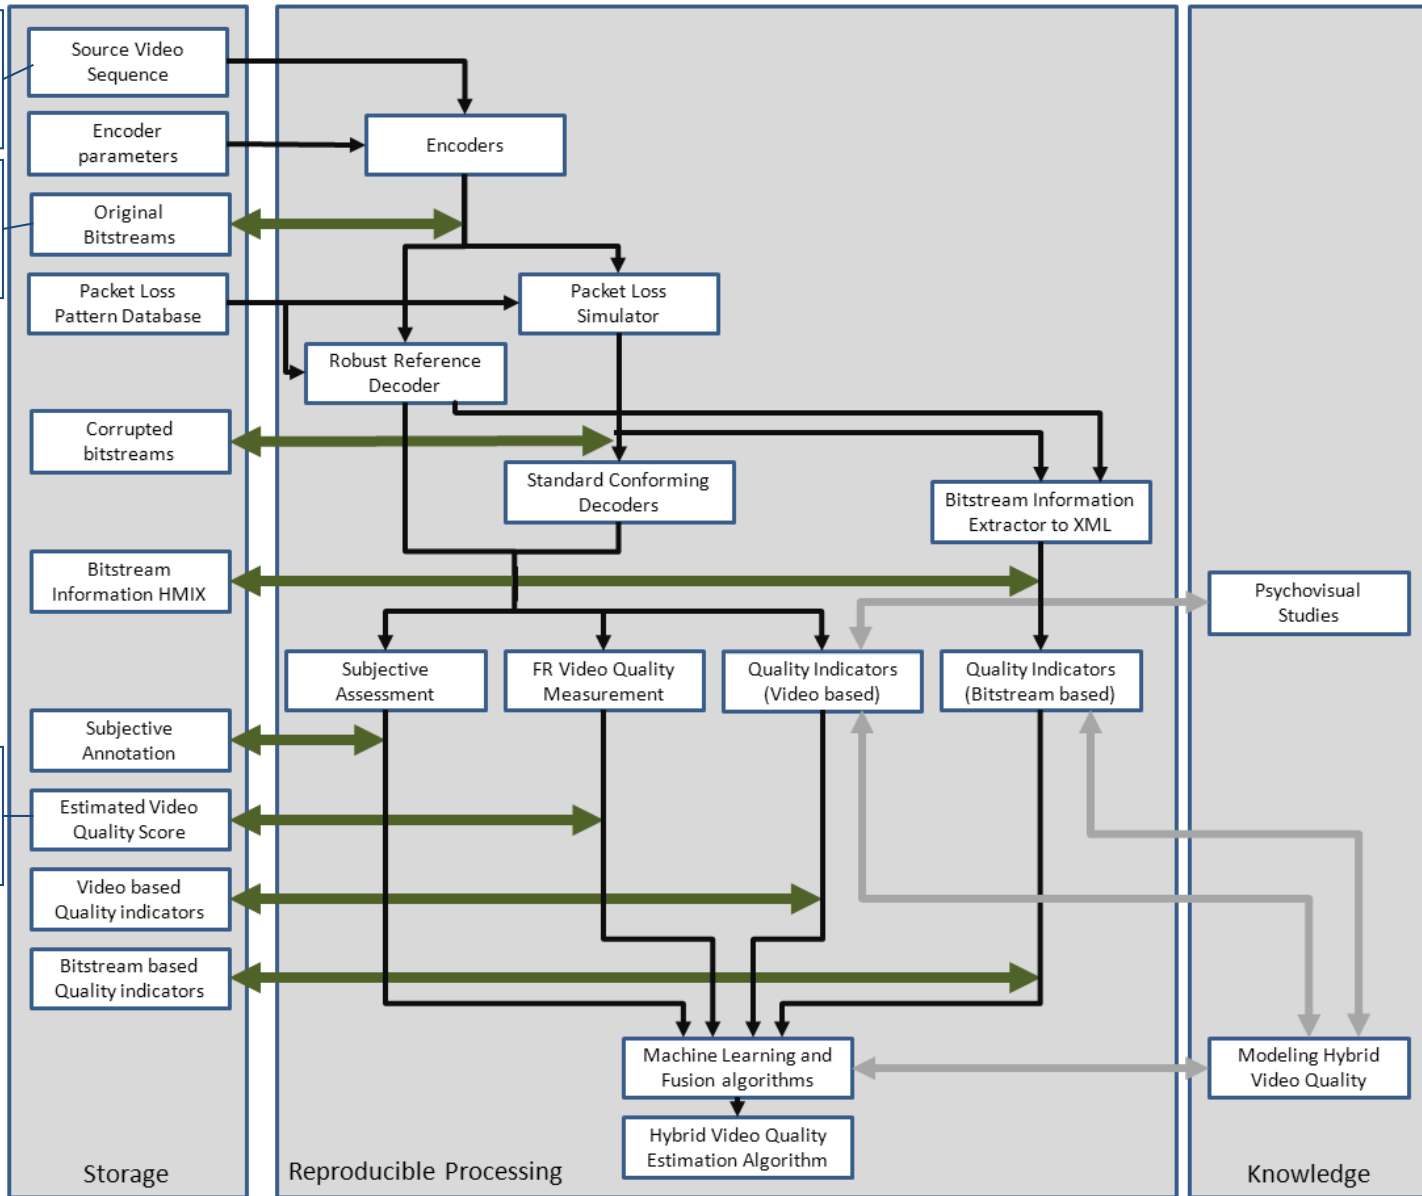 Source Video
Sequence
Encoder
parameters
Original
Bitstreams
Packet Loss
Pattern Database
Corrupted
bitstreams
Bitstream
Information HMIX
Subjective
Annotation
Estimated Video
Quality Score
Video based
Quality indicators
Bitstream based
Quality indicators
Storage
Encoders
Packet Loss
Simulator
Robust Reference
Decoder
Standard Conforming
Decoders
Bitstream Information
Extractor to XML
Subjective
Assessment
FR Video Quality
Measurement
Quality Indicators
(Video based)
Quality Indicators
(Bitstream based)
Machine Learning and
Fusion algorithms
Hybrid Video Quality
Estimation Algorithm
Reproducible Processing
Psychovisual
Studies
Modeling Hybrid
Video Quality
Knowledge